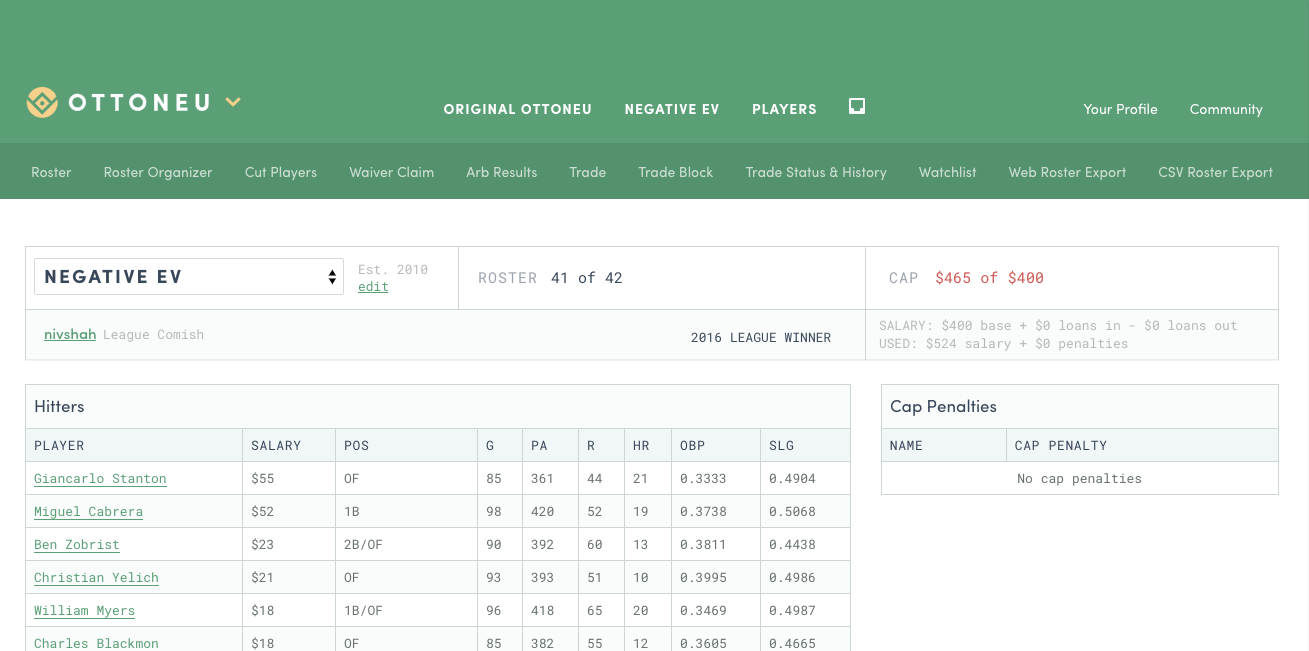 OTTONEU
ORIGINAL OTTONEU NEGATIVE EV PLAYERS Your Profile Community
Roster Roster Organizer Cut Players Waiver Claim Arb Results Trade Trade Block Trade Status & History Watchlist Web Roster Export CSV Roster Export
NEGATIVE EV Est. 2010 edit ROSTER 41 of 42 CAP $465 of $400
nivshah League Comish 2016 LEAGUE WINNER
SALARY: $400 base + $0 loans in - $0 loans out
USED: $524 salary + $0 penalties
Hitters
PLAYER SALARY POS G PA R HR OBP SLG
Giancarlo Stanton $55 OF 85 361 44 21 0.3333 0.4904
Miguel Cabrera $52 1B 98 420 52 19 0.3738 0.5068
Ben Zobrist $23 2B/OF 90 392 60 13 0.3811 0.4438
Christian Yelich $21 OF 93 393 51 10 0.3995 0.4986
William Myers $18 1B/OF 96 418 65 20 0.3469 0.4987
Charles Blackmon $18 OF 85 382 55 12 0.3605 0.4665
Cap Penalties
NAME CAP PENALTY
No cap penalties